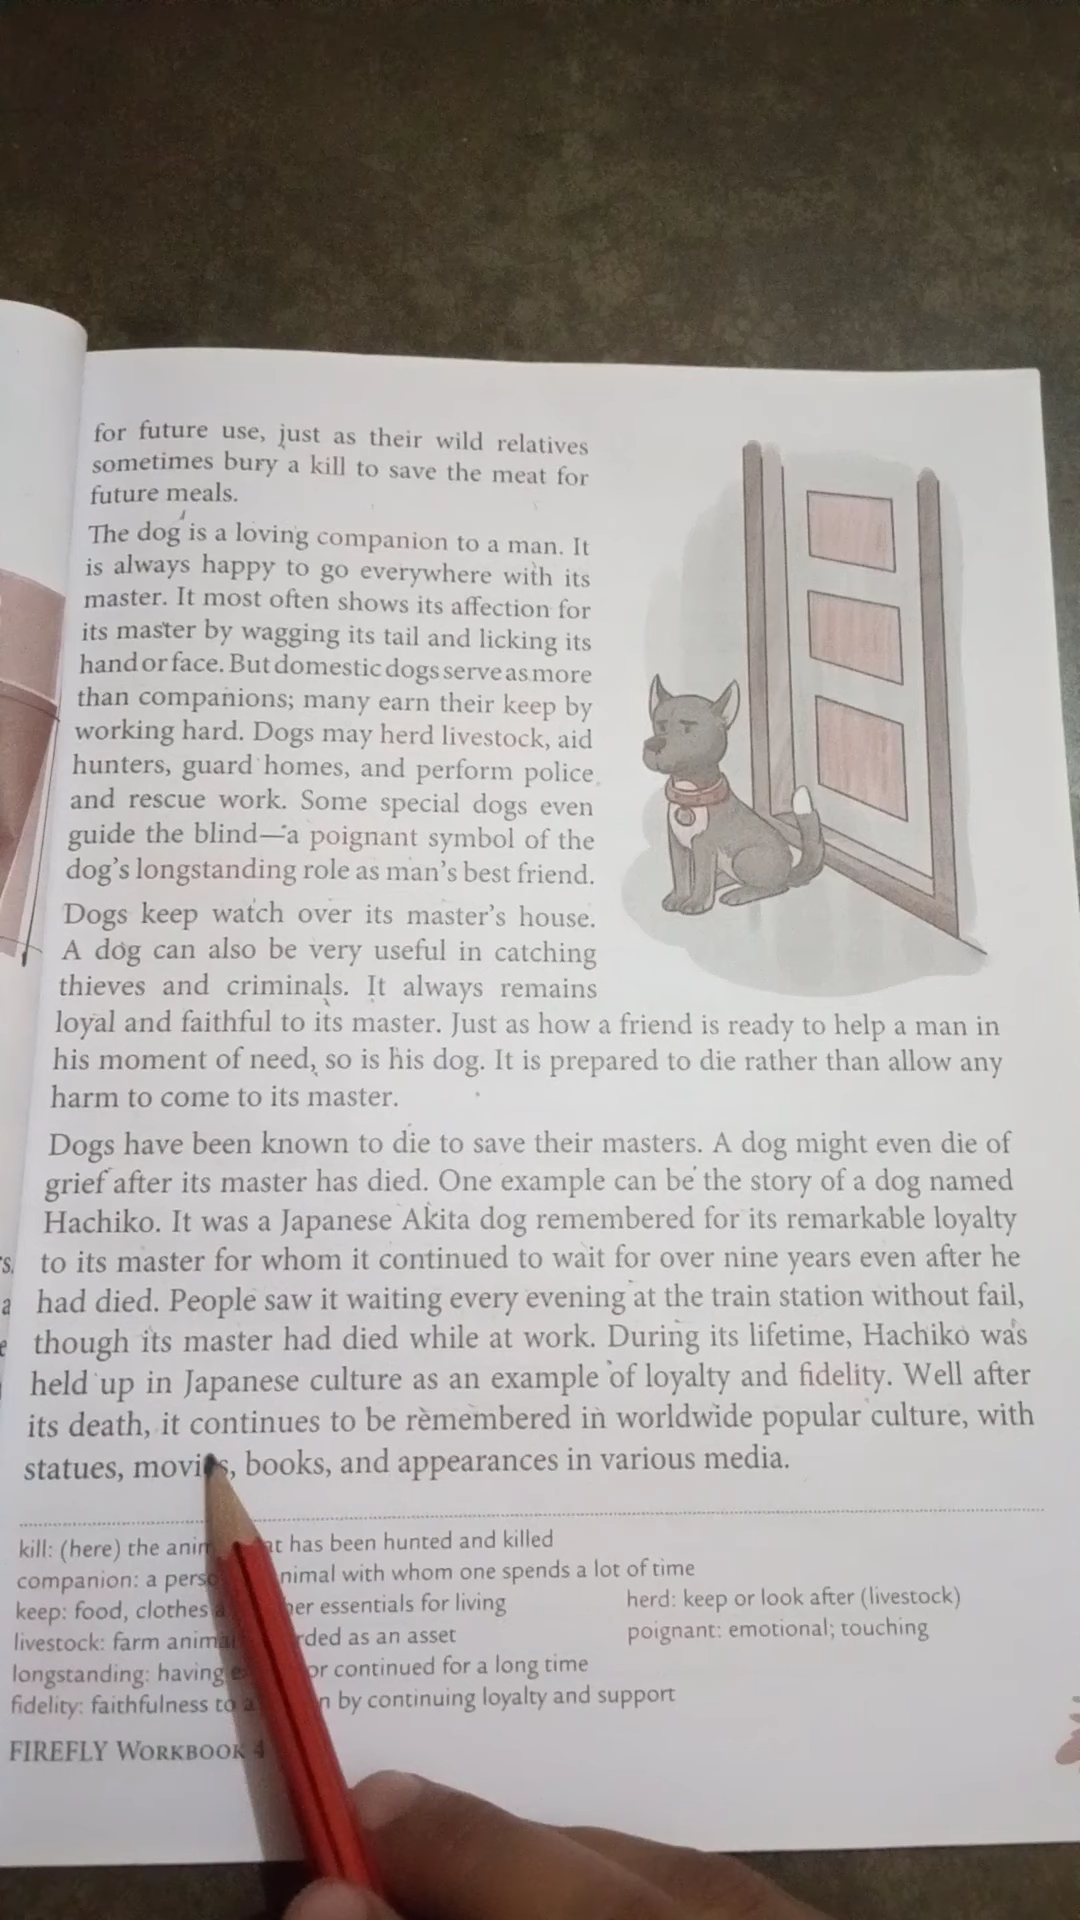 for future use, just as their wild relatives
sometimes bury a kill to save the meat for
future meals.
The dog is a loving companion to a man. It
is always happy to go everywhere with its
master. It most often shows its affection for
its master by wagging its tail and licking its
hand or face. But domestic dogs serve as more
than companions; many earn their keep by
working hard. Dogs may herd livestock, aid
hunters, guard homes, and perform police
and rescue work. Some special dogs even
guide the blind—a poignant symbol of the
dog's longstanding role as man's best friend.
Dogs keep watch over its master's house.
A dog can also be very useful in catching
thieves and criminals. It always remains
loyal and faithful to its master. Just as how a friend is ready to help a man in
his moment of need, so is his dog. It is prepared to die rather than allow any
harm to come to its master.
Dogs have been known to die to save their masters. A dog might even die of
grief after its master has died. One example can be the story of a dog named
Hachiko. It was a Japanese Akita dog remembered for its remarkable loyalty
to its master for whom it continued to wait for over nine years even after he
had died. People saw it waiting every evening at the train station without fail,
though its master had died while at work. During its lifetime, Hachiko was
held up in Japanese culture as an example of loyalty and fidelity. Well after
its death, it continues to be remembered in worldwide popular culture, with
statues, movies, books, and appearances in various media.
kill: (here) the has been hunted and killed
companion: a with whom one spends a lot of time
keep: food, clothes essentials for living
herd: keep or look after (livestock)
livestock: farm as an asset
poignant: emotional; touching
longstanding: having or continued for a long time
fidelity: faithfulness to by continuing loyalty and support
FIREFLY WORKBOOK 4